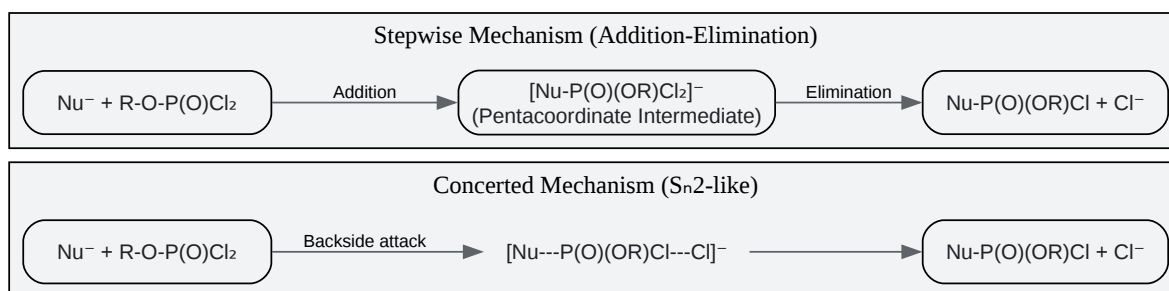 Stepwise Mechanism (Addition-Elimination)
Nu⁻ + R-O-P(O)Cl₂
Addition
[Nu-P(O)(OR)Cl₂]⁻
(Pentacoordinate Intermediate)
Elimination
Nu-P(O)(OR)Cl + Cl⁻
Concerted Mechanism (Sₙ2-like)
Nu⁻ + R-O-P(O)Cl₂
Backside attack
[Nu---P(O)(OR)Cl---Cl]⁻
Nu-P(O)(OR)Cl + Cl⁻